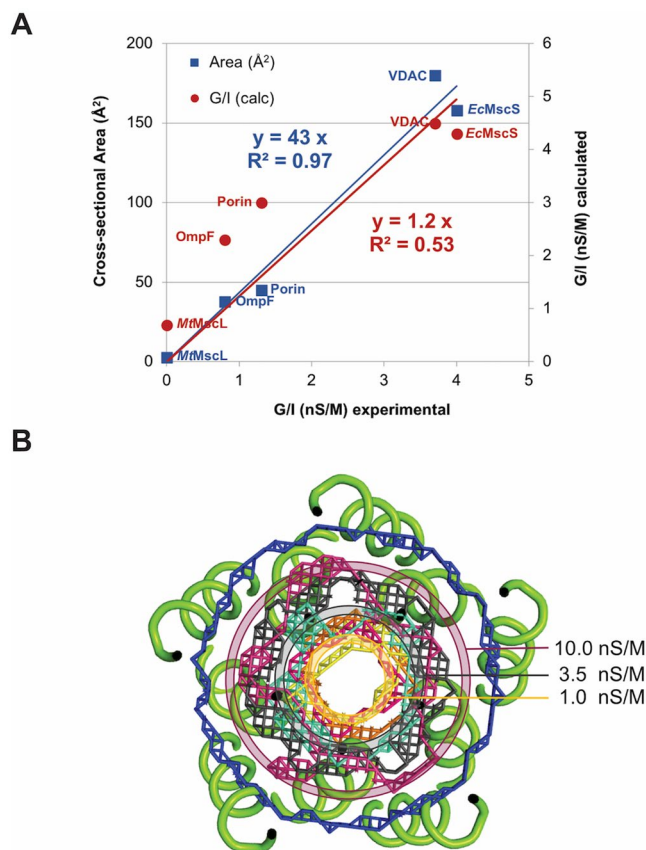 A
200
150
100
50
0
Cross-sectional Area (Å²)
Area (Å²)
G/I (calc)
y = 43 x
R² = 0.97
y = 1.2 x
R² = 0.53
VDAC
EcMscS
VDAC
EcMscS
Porin
OmpF
Porin
OmpF
MtMscL
MtMscL
6
5
4
3
2
1
0
G/I (nS/M) calculated
0 1 2 3 4 5
G/I (nS/M) experimental
B
10.0 nS/M
3.5 nS/M
1.0 nS/M